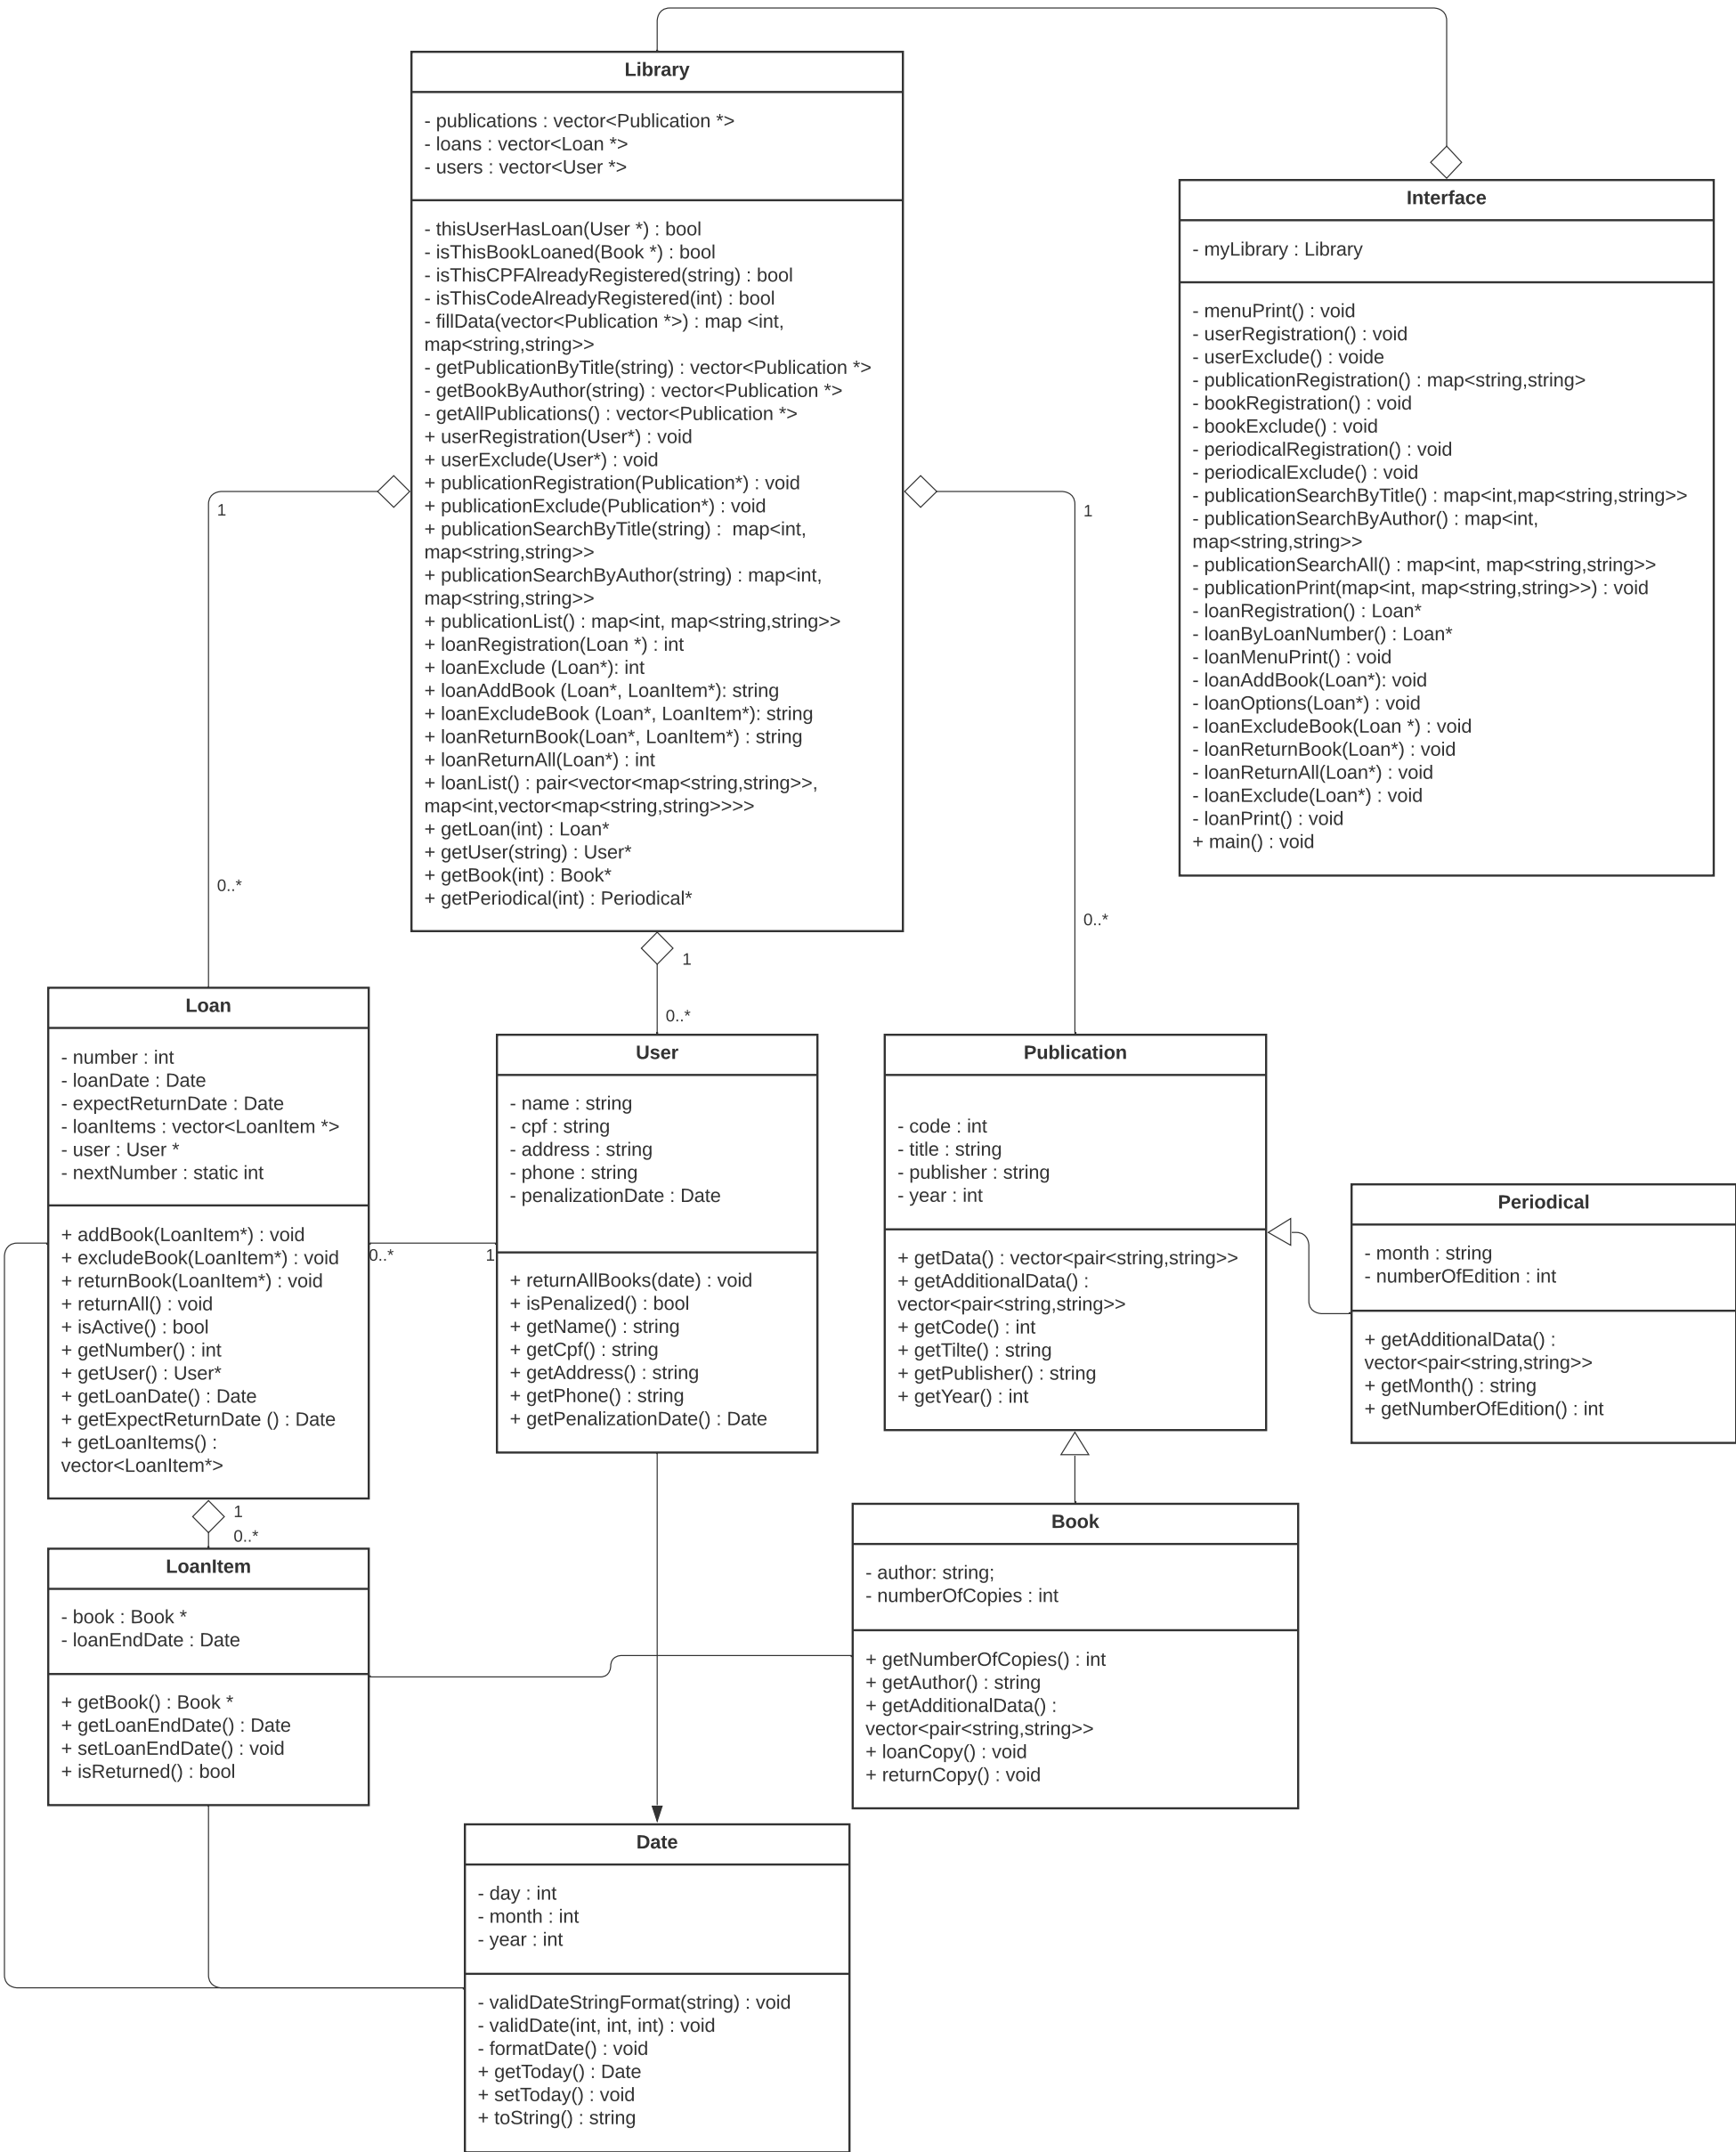 Library
- publications : vector<Publication *>
- loans : vector<Loan *>
- users : vector<User *>
- thisUserHasLoan(User *) : bool
- isThisBookLoaned(Book *) : bool
- isThisCPFAlreadyRegistered(string) : bool
- isThisCodeAlreadyRegistered(int) : bool
- fillData(vector<Publication *>) : map <int,
map<string,string>>
- getPublicationByTitle(string) : vector<Publication *>
- getBookByAuthor(string) : vector<Publication *>
- getAllPublications() : vector<Publication *>
+ userRegistration(User*) : void
+ userExclude(User*) : void
+ publicationRegistration(Publication*) : void
+ publicationExclude(Publication*) : void
+ publicationSearchByTitle(string) :  map<int,
map<string,string>>
+ publicationSearchByAuthor(string) : map<int,
map<string,string>>
+ publicationList() : map<int, map<string,string>>
+ loanRegistration(Loan *) : int
+ loanExclude (Loan*): int
+ loanAddBook (Loan*, LoanItem*): string
+ loanExcludeBook (Loan*, LoanItem*): string
+ loanReturnBook(Loan*, LoanItem*) : string
+ loanReturnAll(Loan*) : int
+ loanList() : pair<vector<map<string,string>>,
map<int,vector<map<string,string>>>>
+ getLoan(int) : Loan*
+ getUser(string) : User*
+ getBook(int) : Book*
+ getPeriodical(int) : Periodical*
Interface
- myLibrary : Library
- menuPrint() : void
- userRegistration() : void
- userExclude() : voide
- publicationRegistration() : map<string,string>
- bookRegistration() : void
- bookExclude() : void
- periodicalRegistration() : void
- periodicalExclude() : void
- publicationSearchByTitle() : map<int,map<string,string>>
- publicationSearchByAuthor() : map<int,
map<string,string>>
- publicationSearchAll() : map<int, map<string,string>>
- publicationPrint(map<int, map<string,string>>) : void
- loanRegistration() : Loan*
- loanByLoanNumber() : Loan*
- loanMenuPrint() : void
- loanAddBook(Loan*): void
- loanOptions(Loan*) : void
- loanExcludeBook(Loan *) : void
- loanReturnBook(Loan*) : void
- loanReturnAll(Loan*) : void
- loanExclude(Loan*) : void
- loanPrint() : void
+ main() : void
1
0..*
1
0..*
1
0..*
Loan
- number : int
- loanDate : Date
- expectReturnDate : Date
- loanItems : vector<LoanItem *>
- user : User *
- nextNumber : static int
+ addBook(LoanItem*) : void
+ excludeBook(LoanItem*) : void
+ returnBook(LoanItem*) : void
+ returnAll() : void
+ isActive() : bool
+ getNumber() : int
+ getUser() : User*
+ getLoanDate() : Date
+ getExpectReturnDate () : Date
+ getLoanItems() :
vector<LoanItem*>
0..*
1
User
- name : string
- cpf : string
- address : string
- phone : string
- penalizationDate : Date
+ returnAllBooks(date) : void
+ isPenalized() : bool
+ getName() : string
+ getCpf() : string
+ getAddress() : string
+ getPhone() : string
+ getPenalizationDate() : Date
Publication
- code : int
- title : string
- publisher : string
- year : int
+ getData() : vector<pair<string,string>>
+ getAdditionalData() :
vector<pair<string,string>>
+ getCode() : int
+ getTilte() : string
+ getPublisher() : string
+ getYear() : int
Periodical
- month : string
- numberOfEdition : int
+ getAdditionalData() :
vector<pair<string,string>>
+ getMonth() : string
+ getNumberOfEdition() : int
1
0..*
LoanItem
- book : Book *
- loanEndDate : Date
+ getBook() : Book *
+ getLoanEndDate() : Date
+ setLoanEndDate() : void
+ isReturned() : bool
Book
- author: string;
- numberOfCopies : int
+ getNumberOfCopies() : int
+ getAuthor() : string
+ getAdditionalData() :
vector<pair<string,string>>
+ loanCopy() : void
+ returnCopy() : void
Date
- day : int
- month : int
- year : int
- validDateStringFormat(string) : void
- validDate(int, int, int) : void
- formatDate() : void
+ getToday() : Date
+ setToday() : void
+ toString() : string